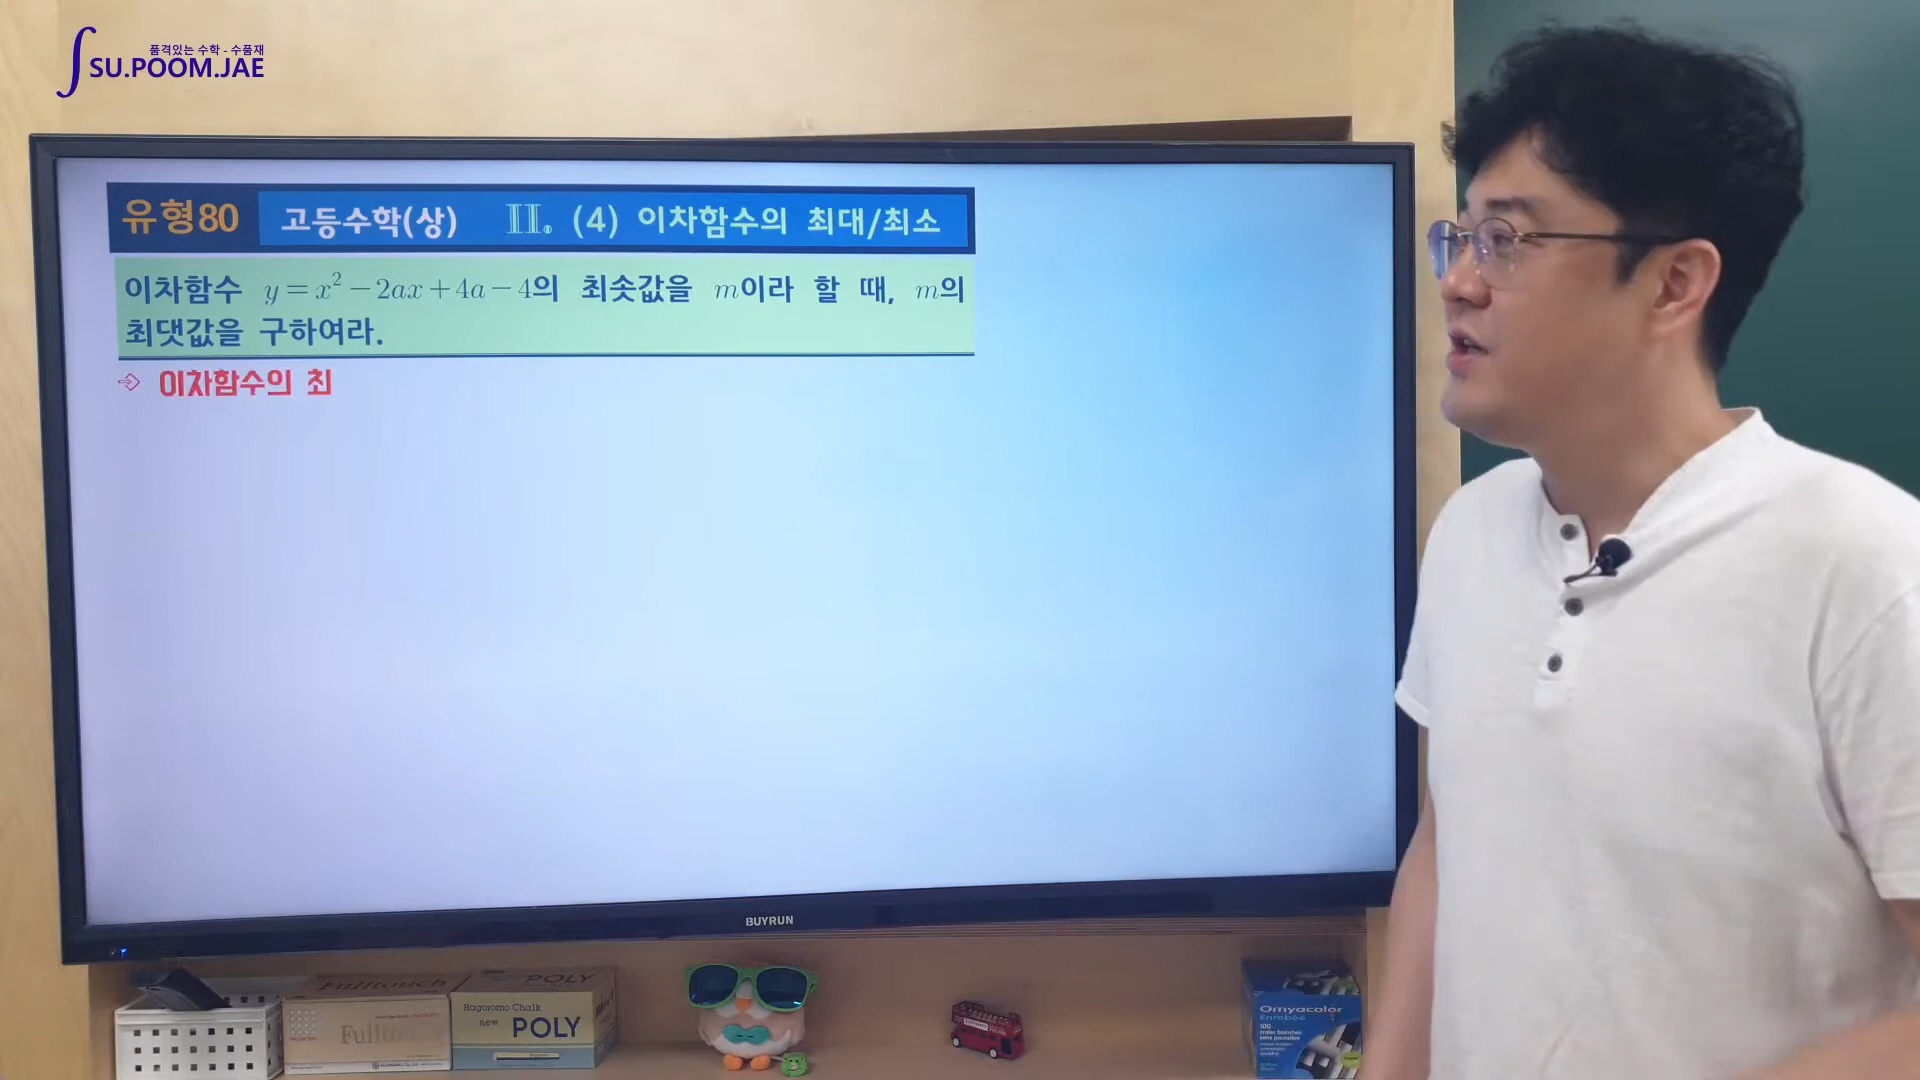 품격있는 수학 - 수품재
SU.POOM.JAE
유형80 고등수학(상) II. (4) 이차함수의 최대/최소
이차함수 y = x² - 2ax + 4a - 4의 최솟값을 m이라 할 때, m의
최댓값을 구하여라.
⇨ 이차함수의 최
BUYRUN
Fulltouch
POLY
Hagoromo Chalk
new POLY
Omyacolor
Enrobée
100